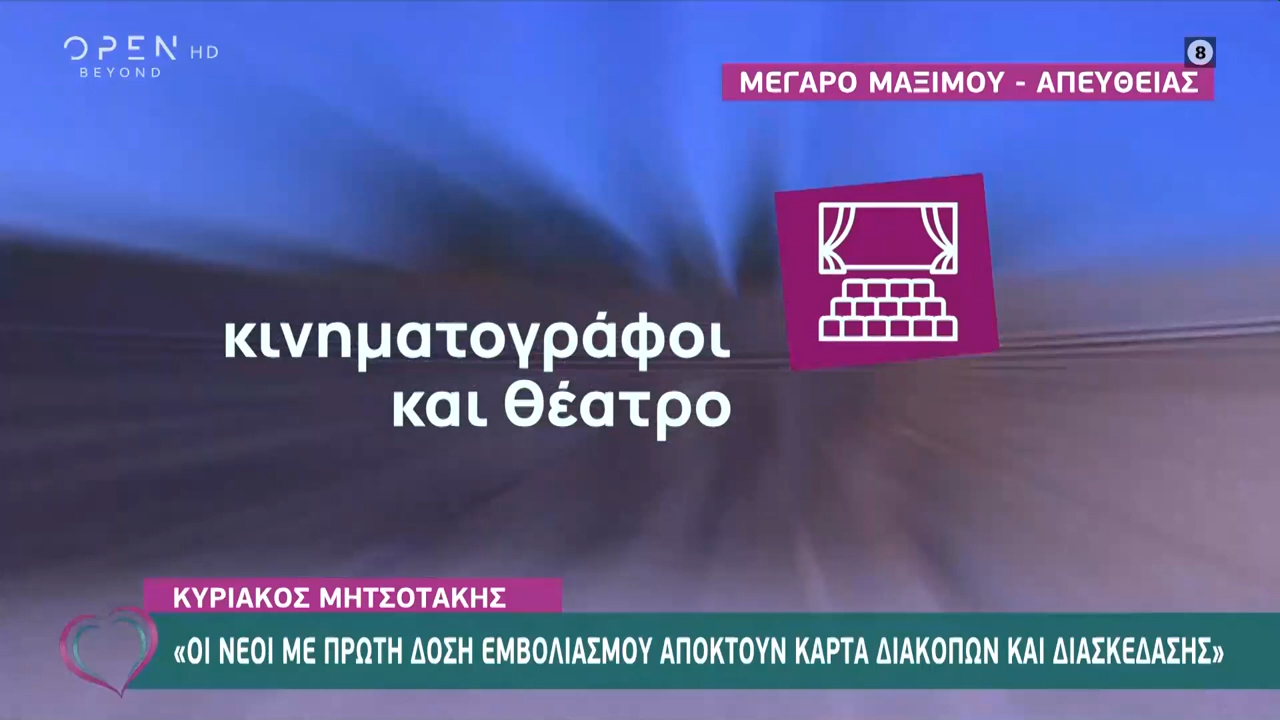 OPEN HD
BEYOND
8
ΜΕΓΑΡΟ ΜΑΞΙΜΟΥ - ΑΠΕΥΘΕΙΑΣ
κινηματογράφοι
και θέατρο
ΚΥΡΙΑΚΟΣ ΜΗΤΣΟΤΑΚΗΣ
«ΟΙ ΝΕΟΙ ΜΕ ΠΡΩΤΗ ΔΟΣΗ ΕΜΒΟΛΙΑΣΜΟΥ ΑΠΟΚΤΟΥΝ ΚΑΡΤΑ ΔΙΑΚΟΠΩΝ ΚΑΙ ΔΙΑΣΚΕΔΑΣΗΣ»